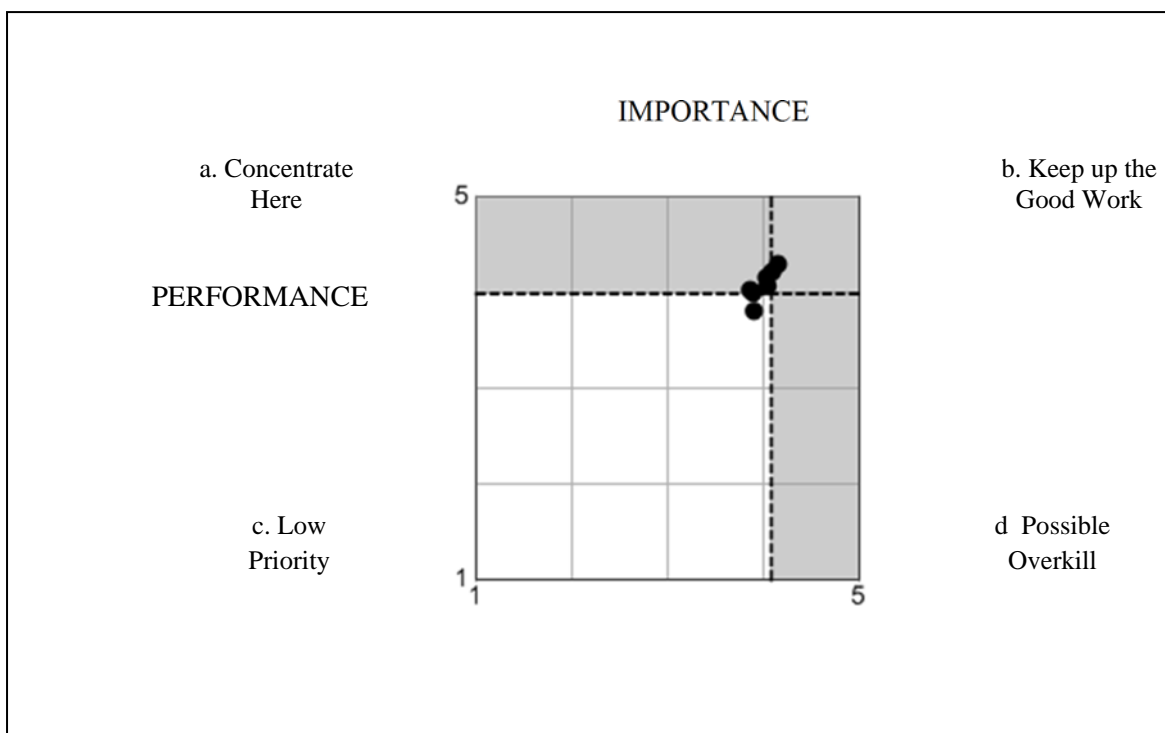 IMPORTANCE
a. Concentrate
Here
b. Keep up the
Good Work
5
PERFORMANCE
c. Low
Priority
d Possible
Overkill
1
1
5